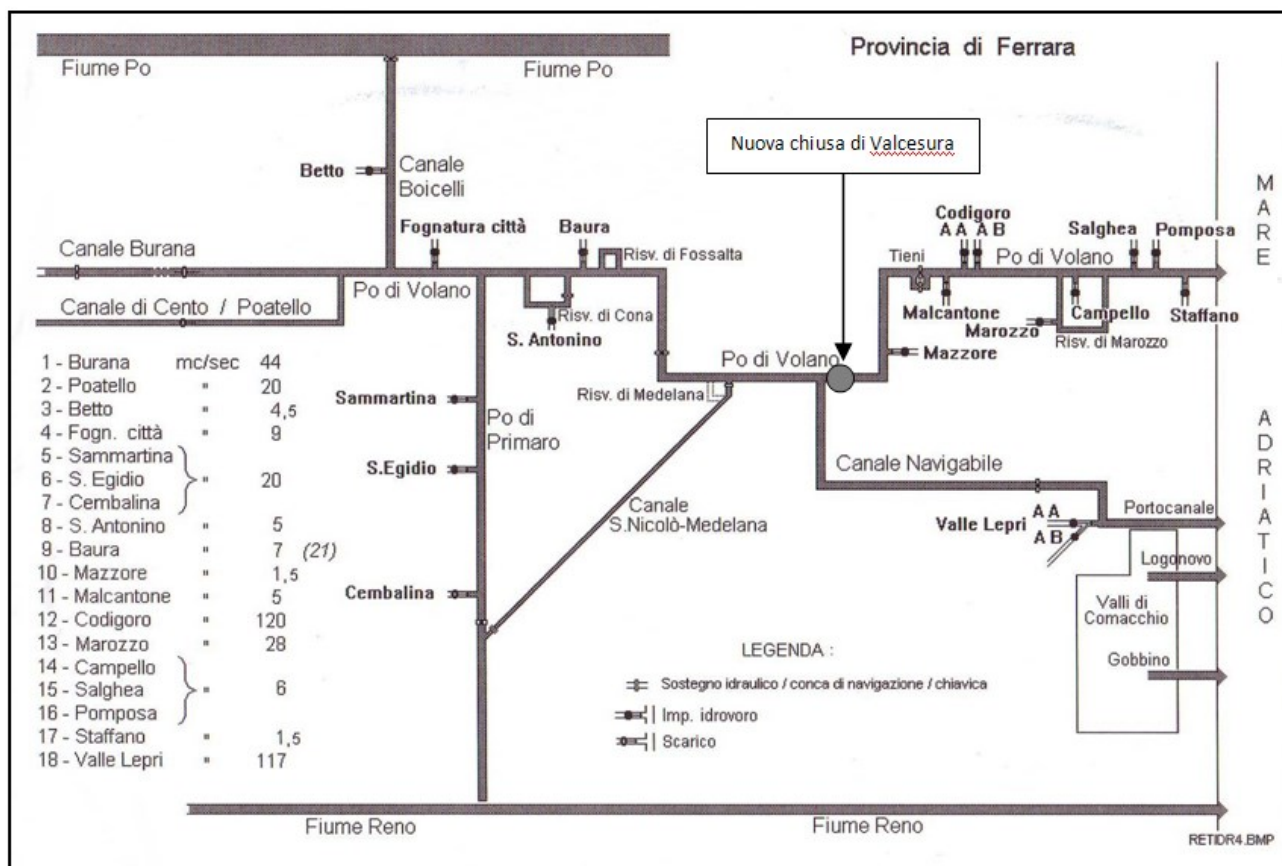 Provincia di Ferrara
Fiume Po
Fiume Po
Nuova chiusa di Valcesura
Betto
Canale
Boicelli
Fognatura città
Baura
Risv. di Fossalta
Codigoro
A A A B
Salghea
Pomposa
Canale Burana
Tieni
Po di Volano
Canale di Cento / Poatello
Po di Volano
Risv. di Cona
S. Antonino
Malcantone
Campello
Staffano
Marozzo
Risv. di Marozzo
Mazzore
Po di Volano
Risv. di Medelana
MARE
ADRIATICO
1 - Burana mc/sec 44
2 - Poatello " 20
3 - Betto " 4,5
4 - Fogn. città " 9
5 - Sammartina
6 - S. Egidio " 20
7 - Cembalina
8 - S. Antonino " 5
9 - Baura " 7 (21)
10 - Mazzore " 1,5
11 - Malcantone " 5
12 - Codigoro " 120
13 - Marozzo " 28
14 - Campello
15 - Salghea " 6
16 - Pomposa
17 - Staffano " 1,5
18 - Valle Lepri " 117
Sammartina
Po di
Primaro
S.Egidio
Cembalina
Canale
S.Nicolò-Medelana
Canale Navigabile
Valle Lepri
A A
A B
Portocanale
Logonovo
Valli di
Comacchio
Gobbino
LEGENDA :
Sostegno idraulico / conca di navigazione / chiavica
Imp. idrovoro
Scarico
Fiume Reno
Fiume Reno
RETIDR4.BMP